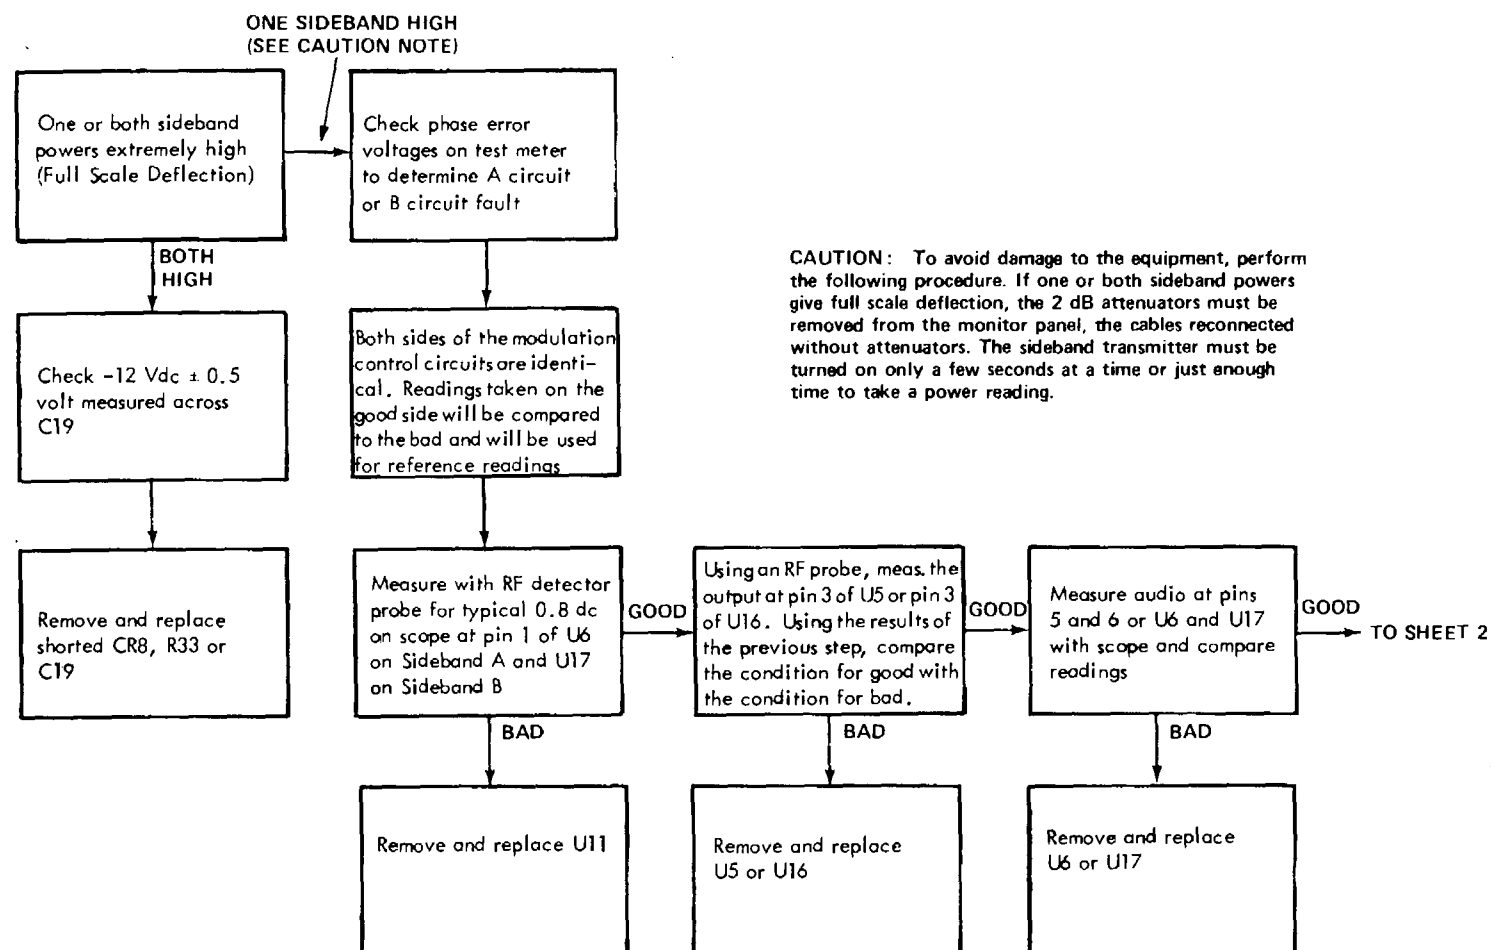 ONE SIDEBAND HIGH
(SEE CAUTION NOTE)
One or both sideband
powers extremely high
(Full Scale Deflection)
Check phase error
voltages on test meter
to determine A circuit
or B circuit fault
BOTH
HIGH
CAUTION: To avoid damage to the equipment, perform
the following procedure. If one or both sideband powers
give full scale deflection, the 2 dB attenuators must be
removed from the monitor panel, the cables reconnected
without attenuators. The sideband transmitter must be
turned on only a few seconds at a time or just enough
time to take a power reading.
Check -12 Vdc ± 0.5
volt measured across
C19
Both sides of the modulation
control circuits are identi-
cal. Readings taken on the
good side will be compared
to the bad and will be used
for reference readings
Remove and replace
shorted CR8, R33 or
C19
Measure with RF detector
probe for typical 0.8 dc
on scope at pin 1 of U6
on Sideband A and U17
on Sideband B
GOOD
Using an RF probe, meas. the
output at pin 3 of U5 or pin 3
of U16. Using the results of
the previous step, compare
the condition for good with
the condition for bad.
GOOD
Measure audio at pins
5 and 6 or U6 and U17
with scope and compare
readings
GOOD
TO SHEET 2
BAD
BAD
BAD
Remove and replace U11
Remove and replace
U5 or U16
Remove and replace
U6 or U17